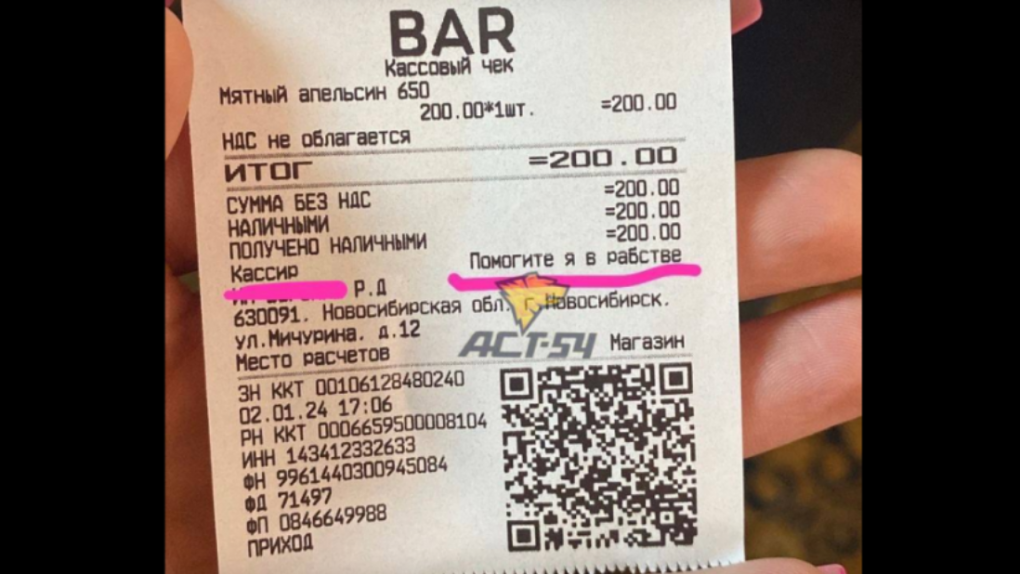 BAR
Кассовый чек
Мятный апельсин 650
200.00*1шт. =200.00
НДС не облагается
ИТОГ =200.00
СУММА БЕЗ НДС =200.00
НАЛИЧНЫМИ =200.00
ПОЛУЧЕНО НАЛИЧНЫМИ =200.00
Кассир Помогите я в рабстве
Р.Д
630091. Новосибирская обл. г.Новосибирск.
ул.Мичурина. д.12
Место расчетов Магазин
АСТ-54
ЗН ККТ 00106128480240
02.01.24 17:06
РН ККТ 0006659500008104
ИНН 143412332633
ФН 9961440300945084
ФД 71497
ФП 0846649988
ПРИХОД